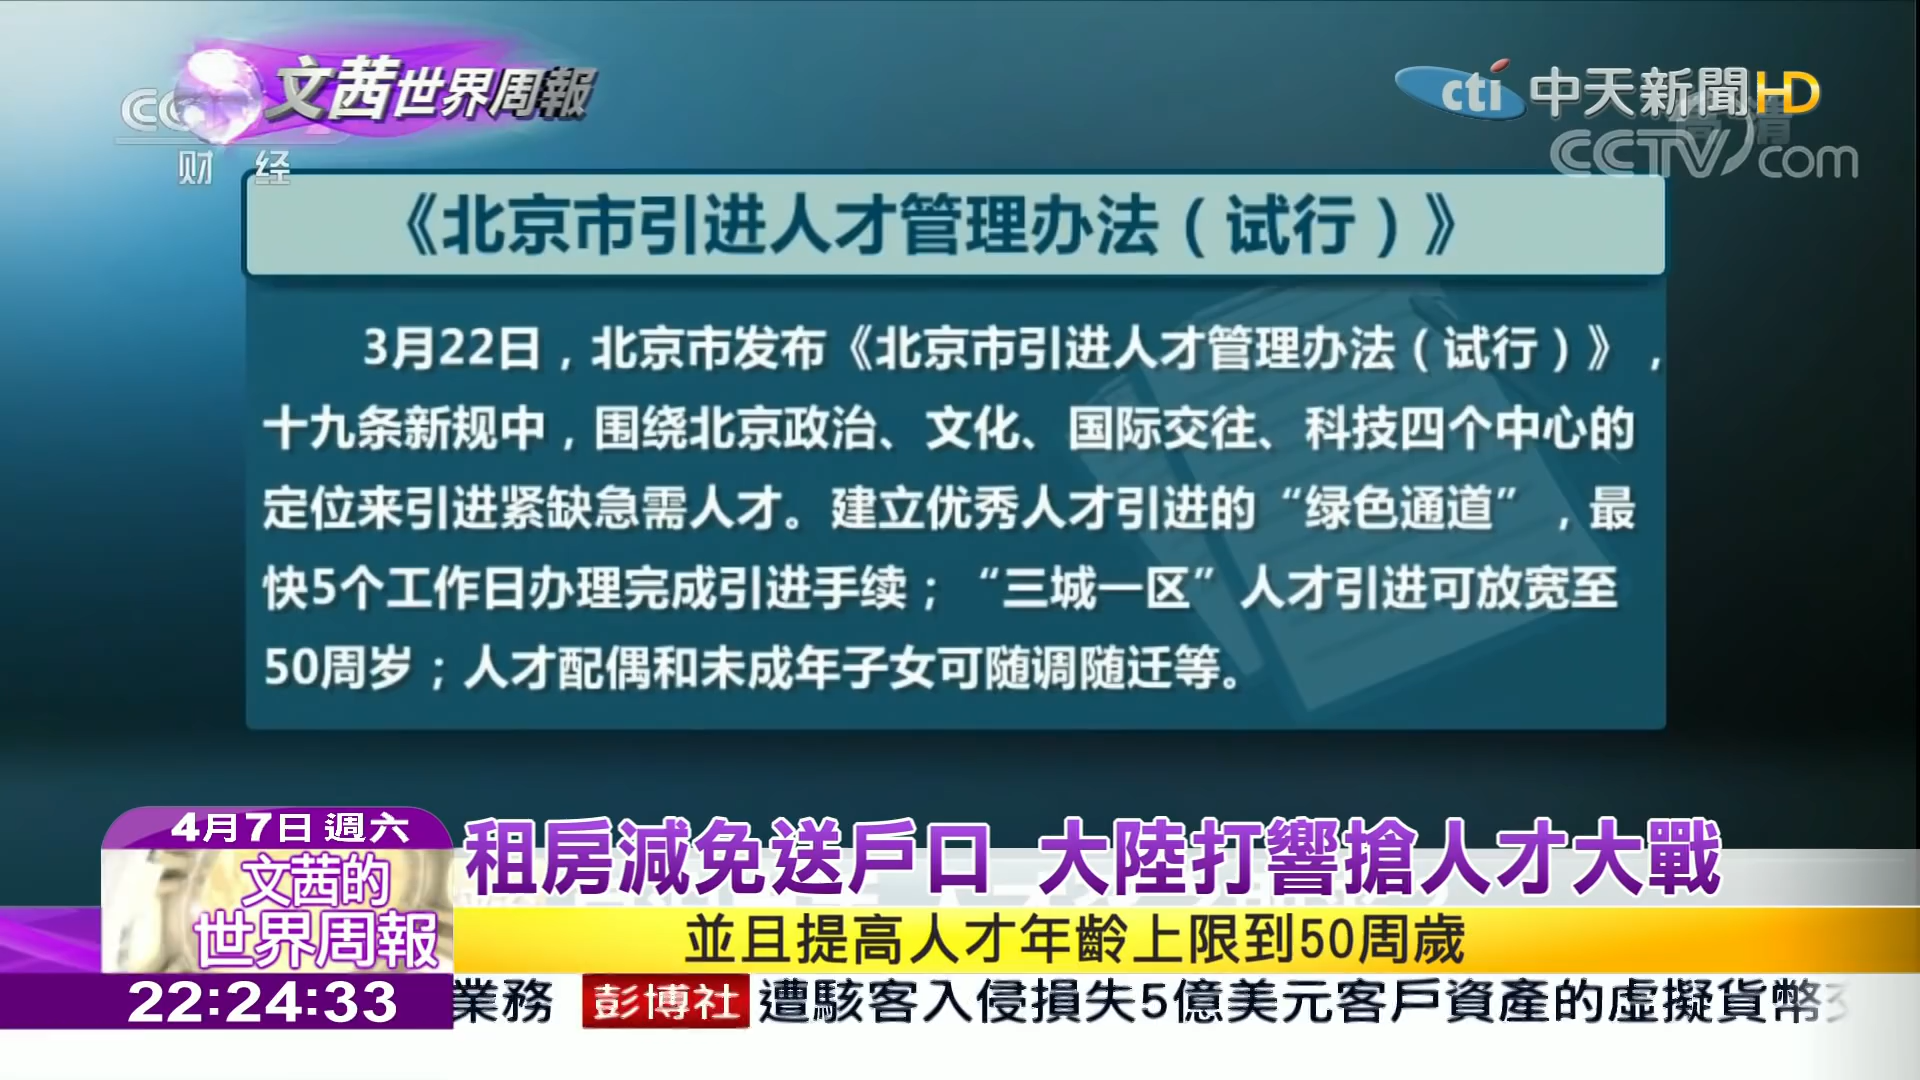 文茜世界周報
cti 中天新聞HD
CCTV.com
财 经
《北京市引进人才管理办法（试行）》
3月22日，北京市发布《北京市引进人才管理办法（试行）》，
十九条新规中，围绕北京政治、文化、国际交往、科技四个中心的
定位来引进紧缺急需人才。建立优秀人才引进的“绿色通道”，最
快5个工作日办理完成引进手续；“三城一区”人才引进可放宽至
50周岁；人才配偶和未成年子女可随调随迁等。
4月7日 週六
文茜的
世界周報
租房減免送戶口 大陸打響搶人才大戰
並且提高人才年齡上限到50周歲
22:24:33
業務 彭博社 遭駭客入侵損失5億美元客戶資產的虛擬貨幣